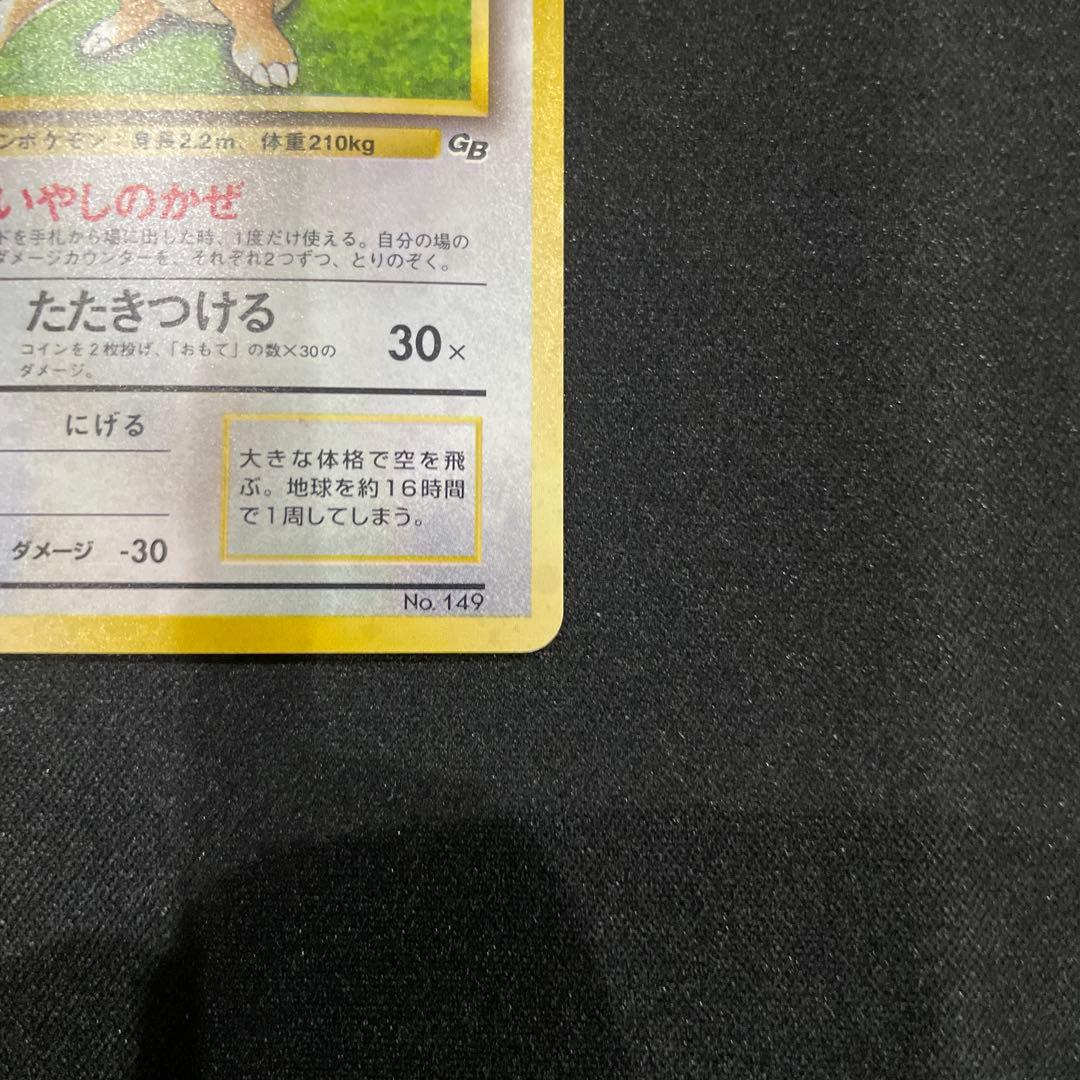 ンポケモン 身長2.2m、体重210kg GB
いやしのかぜ
ドを手札から場に出した時、1度だけ使える。自分の場の
ダメージカウンターを、それぞれ2つずつ、とりのぞく。
たたきつける 30×
コインを2枚投げ、「おもて」の数×30の
ダメージ。
にげる
大きな体格で空を飛
ぶ。地球を約16時間
で1周してしまう。
ダメージ -30
No. 149